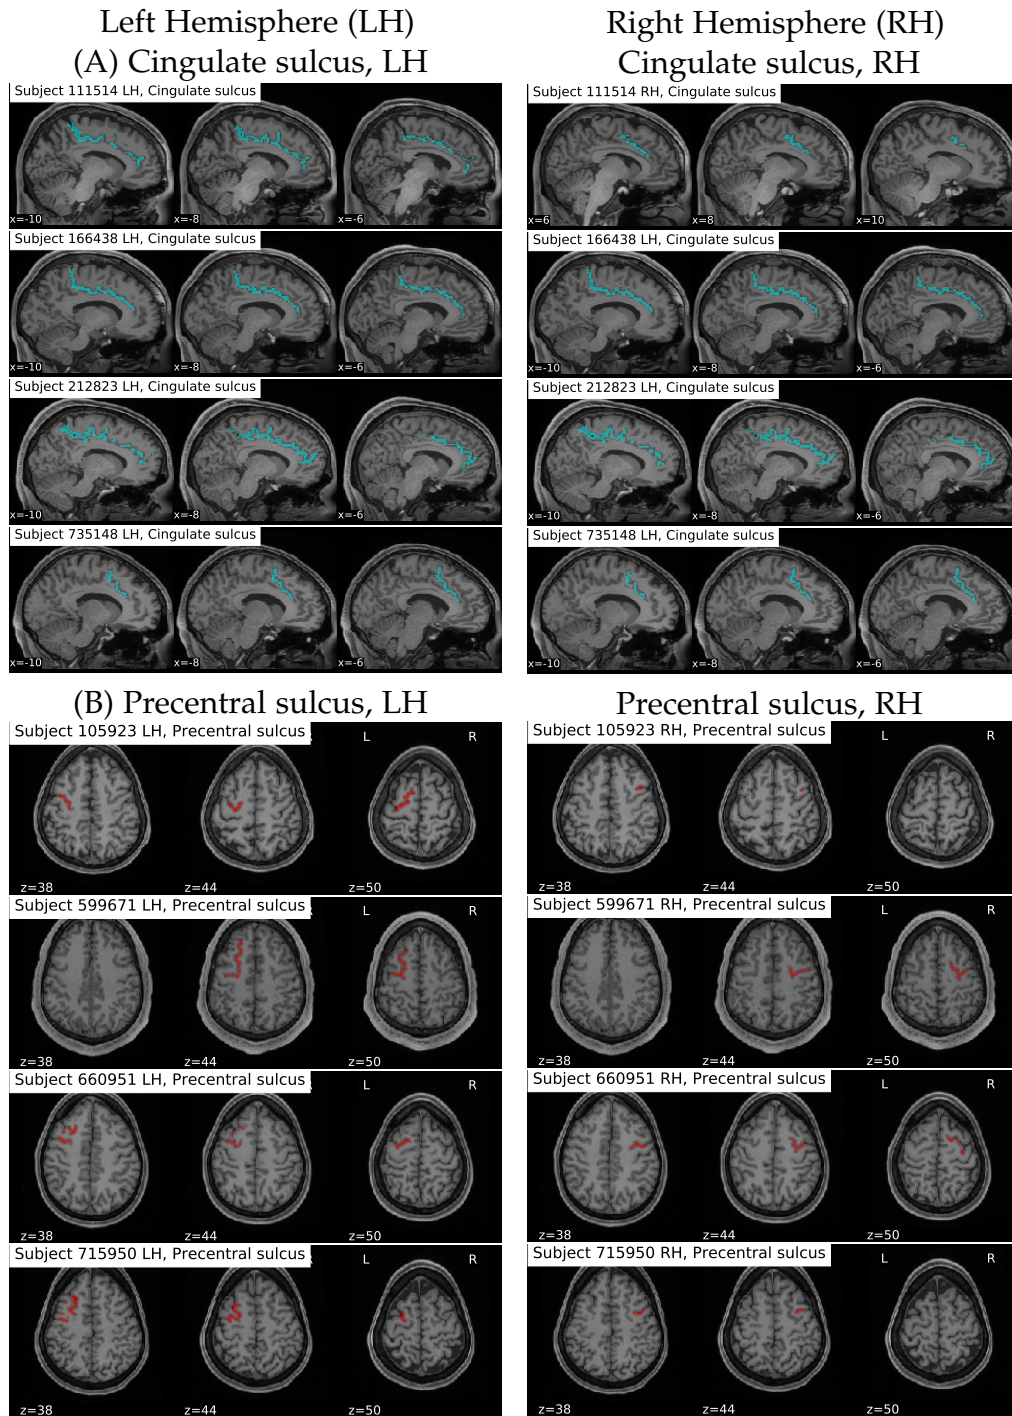 Left Hemisphere (LH)
Right Hemisphere (RH)
(A) Cingulate sulcus, LH
Cingulate sulcus, RH
Subject 111514 LH, Cingulate sulcus
x=-10
x=-8
x=-6
Subject 111514 RH, Cingulate sulcus
x=6
x=8
x=10
Subject 166438 LH, Cingulate sulcus
x=-10
x=-8
x=-6
Subject 166438 LH, Cingulate sulcus
x=-10
x=-8
x=-6
Subject 212823 LH, Cingulate sulcus
x=-10
x=-8
x=-6
Subject 212823 LH, Cingulate sulcus
x=-10
x=-8
x=-6
Subject 735148 LH, Cingulate sulcus
x=-10
x=-8
x=-6
Subject 735148 LH, Cingulate sulcus
x=-10
x=-8
x=-6
(B) Precentral sulcus, LH
Precentral sulcus, RH
Subject 105923 LH, Precentral sulcus
L R
z=38
z=44
z=50
Subject 105923 RH, Precentral sulcus
L R
z=38
z=44
z=50
Subject 599671 LH, Precentral sulcus
L R
z=38
z=44
z=50
Subject 599671 RH, Precentral sulcus
L R
z=38
z=44
z=50
Subject 660951 LH, Precentral sulcus
L R
z=38
z=44
z=50
Subject 660951 RH, Precentral sulcus
L R
z=38
z=44
z=50
Subject 715950 LH, Precentral sulcus
L R
z=38
z=44
z=50
Subject 715950 RH, Precentral sulcus
L R
z=38
z=44
z=50